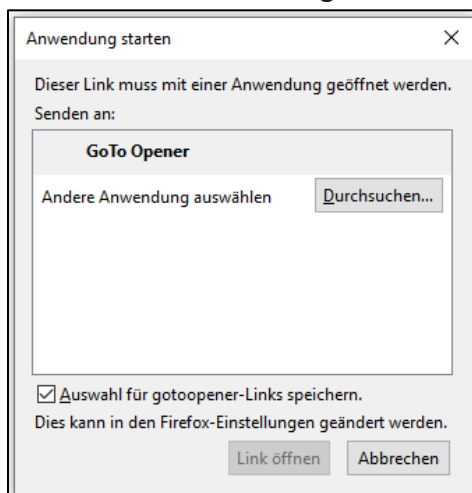 Anwendung starten
Dieser Link muss mit einer Anwendung geöffnet werden.
Senden an:
GoTo Opener
Andere Anwendung auswählen Durchsuchen...
Auswahl für gotoopener-Links speichern.
Dies kann in den Firefox-Einstellungen geändert werden.
Link öffnen Abbrechen